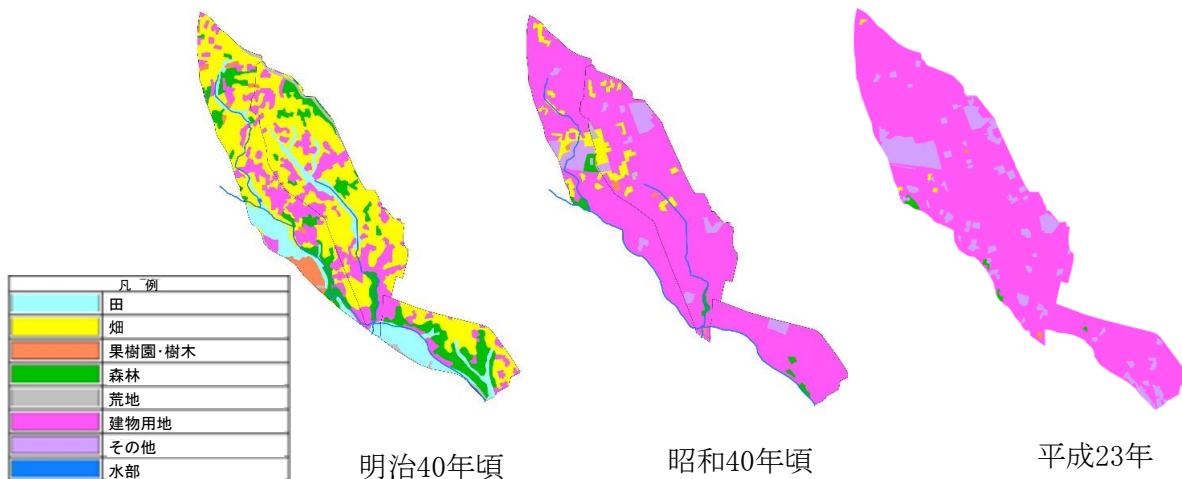 凡 例
田
畑
果樹園・樹木
森林
荒地
建物用地
その他
水部
明治40年頃
昭和40年頃
平成23年